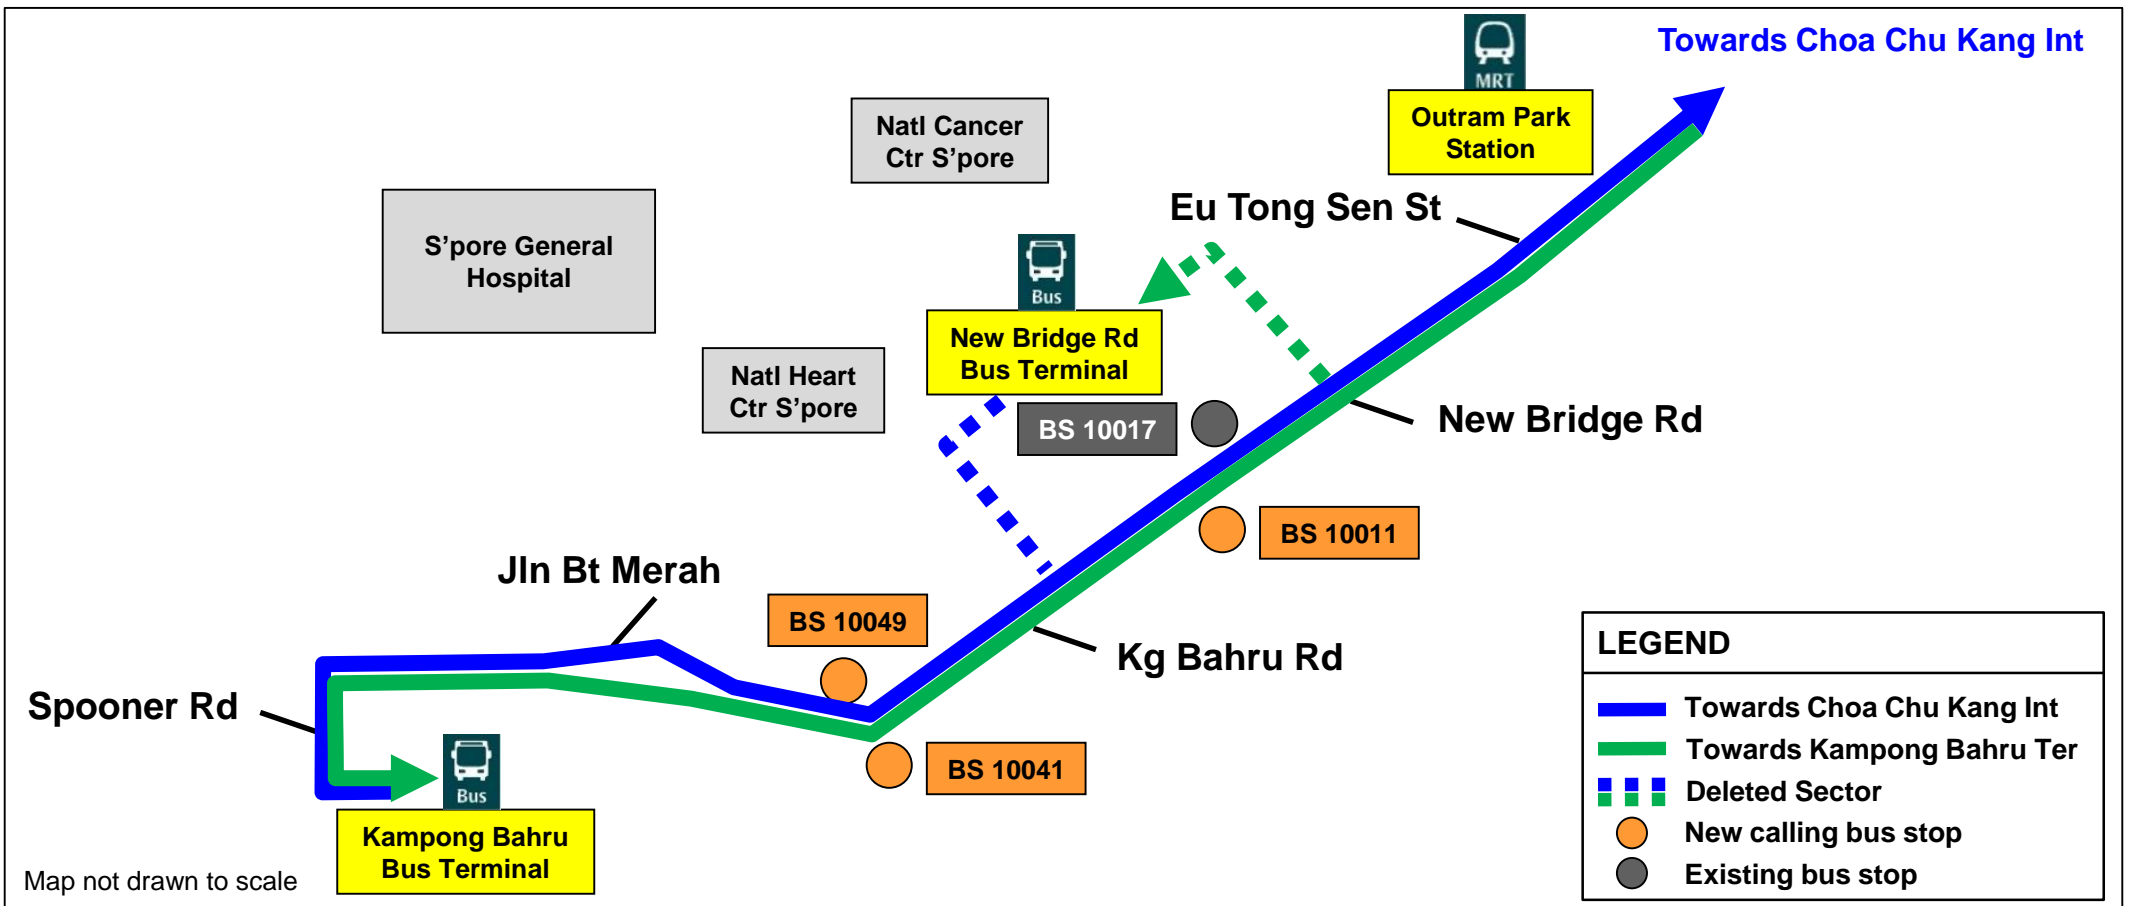 Towards Choa Chu Kang Int
MRT
Outram Park
Station
Natl Cancer
Ctr S'pore
Eu Tong Sen St
S'pore General
Hospital
Bus
New Bridge Rd
Bus Terminal
Natl Heart
Ctr S'pore
BS 10017
New Bridge Rd
BS 10011
Jln Bt Merah
BS 10049
Kg Bahru Rd
Spooner Rd
BS 10041
Bus
Kampong Bahru
Bus Terminal
Map not drawn to scale
LEGEND
Towards Choa Chu Kang Int
Towards Kampong Bahru Ter
Deleted Sector
New calling bus stop
Existing bus stop